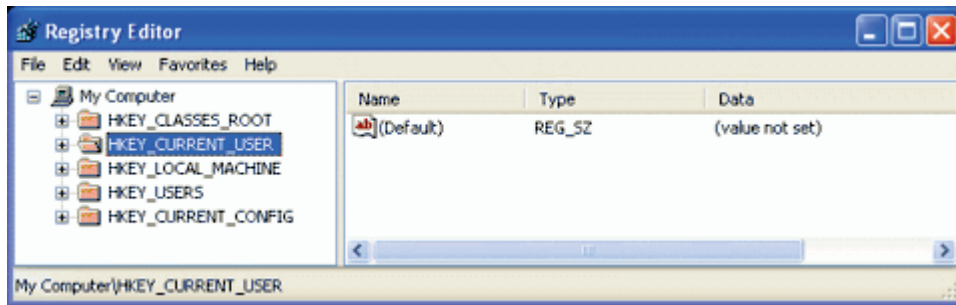 Registry Editor
File Edit View Favorites Help
My Computer
HKEY_CLASSES_ROOT
HKEY_CURRENT_USER
HKEY_LOCAL_MACHINE
HKEY_USERS
HKEY_CURRENT_CONFIG
Name Type Data
ab (Default) REG_SZ (value not set)
My Computer\HKEY_CURRENT_USER